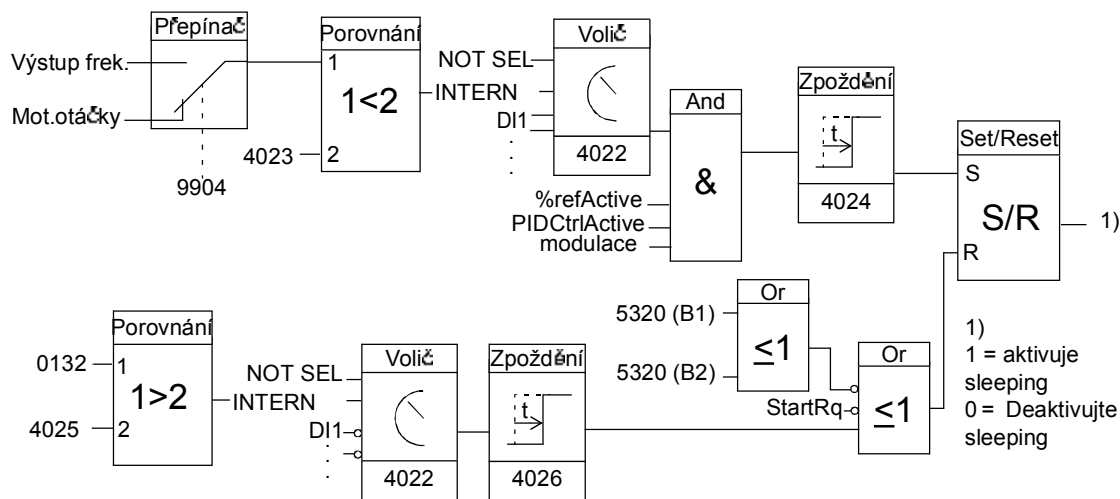 Přepínač
Výstup frek.
Mot.otáčky
9904
Porovnání
1
1<2
4023
2
NOT SEL
INTERN
DI1
.
.
.
Volič
4022
And
&
%refActive
PIDCtrlActive
modulace
Zpoždění
t
4024
Set/Reset
S
S/R
R
1)
Porovnání
0132
1
1>2
4025
2
NOT SEL
INTERN
DI1
.
.
.
Volič
4022
Zpoždění
t
4026
Or
5320 (B1)
≤1
5320 (B2)
StartRq
Or
≤1
1)
1 = aktivuje
sleeping
0 = Deaktivujte
sleeping